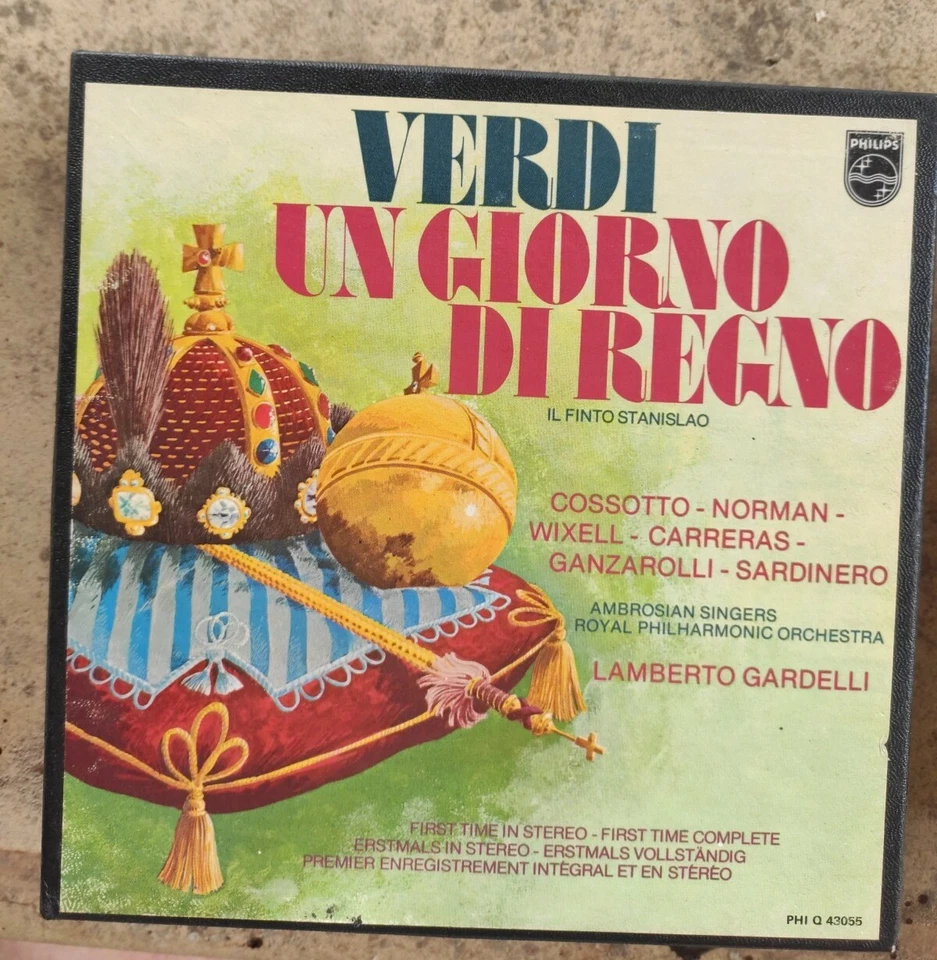 VERDI
PHILIPS
UN GIORNO
DI REGNO
IL FINTO STANISLAO
COSSOTTO - NORMAN -
WIXELL - CARRERAS -
GANZAROLLI - SARDINERO
AMBROSIAN SINGERS
ROYAL PHILHARMONIC ORCHESTRA
LAMBERTO GARDELLI
FIRST TIME IN STEREO - FIRST TIME COMPLETE
ERSTMALS IN STEREO - ERSTMALS VOLLSTÄNDIG
PREMIER ENREGISTREMENT INTÉGRAL ET EN STÉRÉO
PHI Q 43055